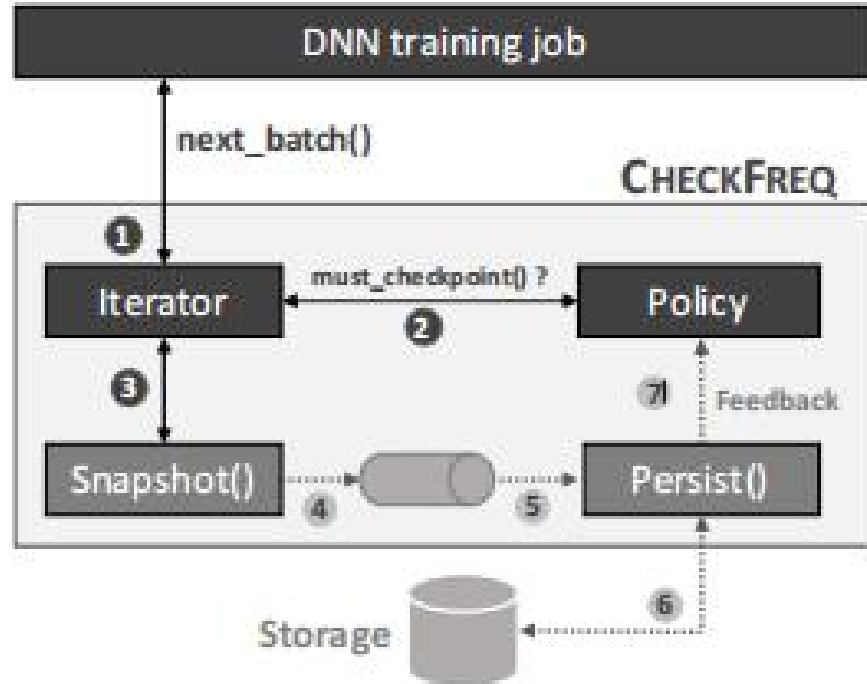 DNN training job
next_batch()
CHECKFREQ
1
must_checkpoint() ?
Iterator
2
Policy
3
7
Feedback
Snapshot()
4
5
Persist()
6
Storage